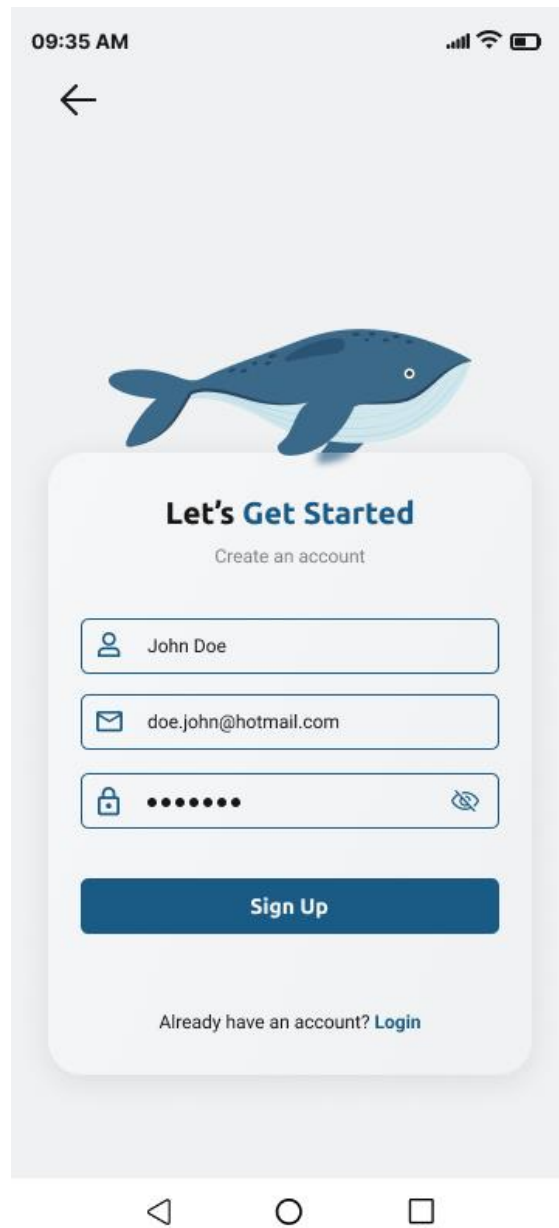 09:35 AM
Let's Get Started
Create an account
John Doe
doe.john@hotmail.com
•••••••
Sign Up
Already have an account? Login